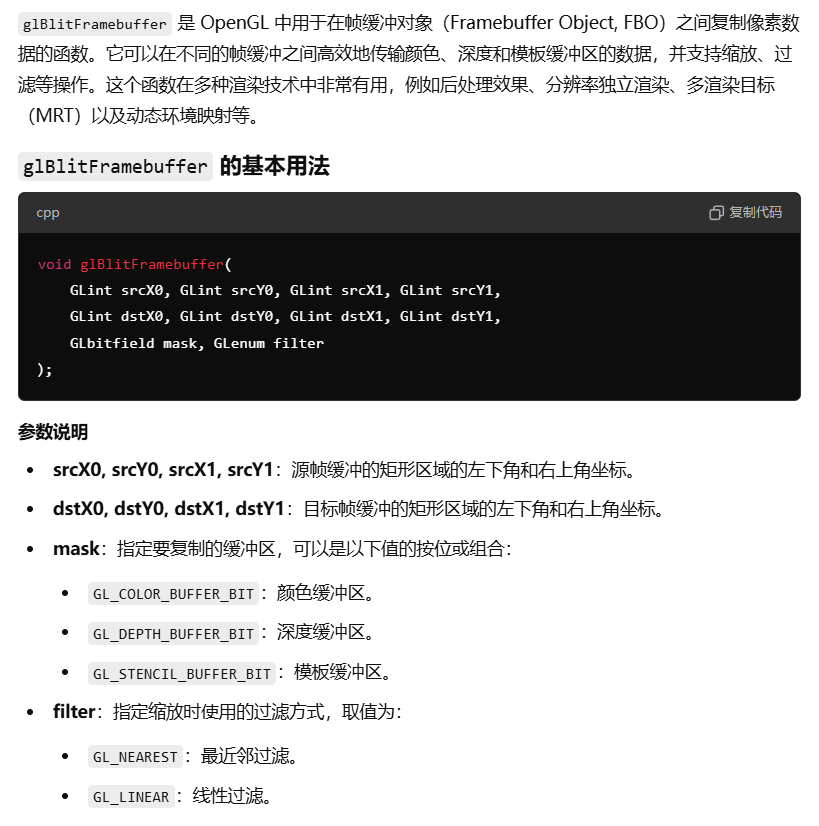 glBlitFramebuffer 是 OpenGL 中用于在帧缓冲对象（Framebuffer Object, FBO）之间复制像素数
据的函数。它可以在不同的帧缓冲之间高效地传输颜色、深度和模板缓冲区的数据，并支持缩放、过
滤等操作。这个函数在多种渲染技术中非常有用，例如后处理效果、分辨率独立渲染、多渲染目标
（MRT）以及动态环境映射等。
glBlitFramebuffer 的基本用法
cpp 复制代码
void glBlitFramebuffer(
    GLint srcX0, GLint srcY0, GLint srcX1, GLint srcY1,
    GLint dstX0, GLint dstY0, GLint dstX1, GLint dstY1,
    GLbitfield mask, GLenum filter
);
参数说明
• srcX0, srcY0, srcX1, srcY1：源帧缓冲的矩形区域的左下角和右上角坐标。
• dstX0, dstY0, dstX1, dstY1：目标帧缓冲的矩形区域的左下角和右上角坐标。
• mask：指定要复制的缓冲区，可以是以下值的按位或组合：
• GL_COLOR_BUFFER_BIT：颜色缓冲区。
• GL_DEPTH_BUFFER_BIT：深度缓冲区。
• GL_STENCIL_BUFFER_BIT：模板缓冲区。
• filter：指定缩放时使用的过滤方式，取值为：
• GL_NEAREST：最近邻过滤。
• GL_LINEAR：线性过滤。